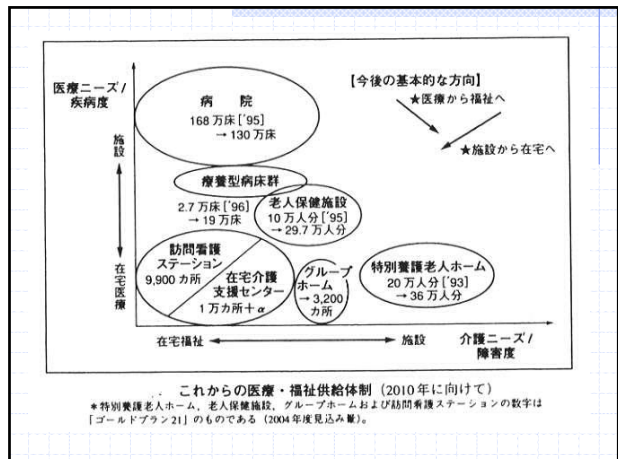 医療ニーズ/
疾病度
施設
在宅医療
病 院
168万床['95]
→130万床
療養型病床群
2.7万床['96]
→19万床
老人保健施設
10万人分['95]
→29.7万人分
訪問看護
ステーション
9,900カ所
在宅介護
支援センター
1万カ所+α
グループ
ホーム
→3,200
カ所
特別養護老人ホーム
20万人分['93]
→36万人分
【今後の基本的な方向】
★医療から福祉へ
★施設から在宅へ
在宅福祉
施設
介護ニーズ/
障害度
これからの医療・福祉供給体制(2010年に向けて)
*特別養護老人ホーム、老人保健施設、グループホームおよび訪問看護ステーションの数字は
「ゴールドプラン21」のものである(2004年度見込み量)。